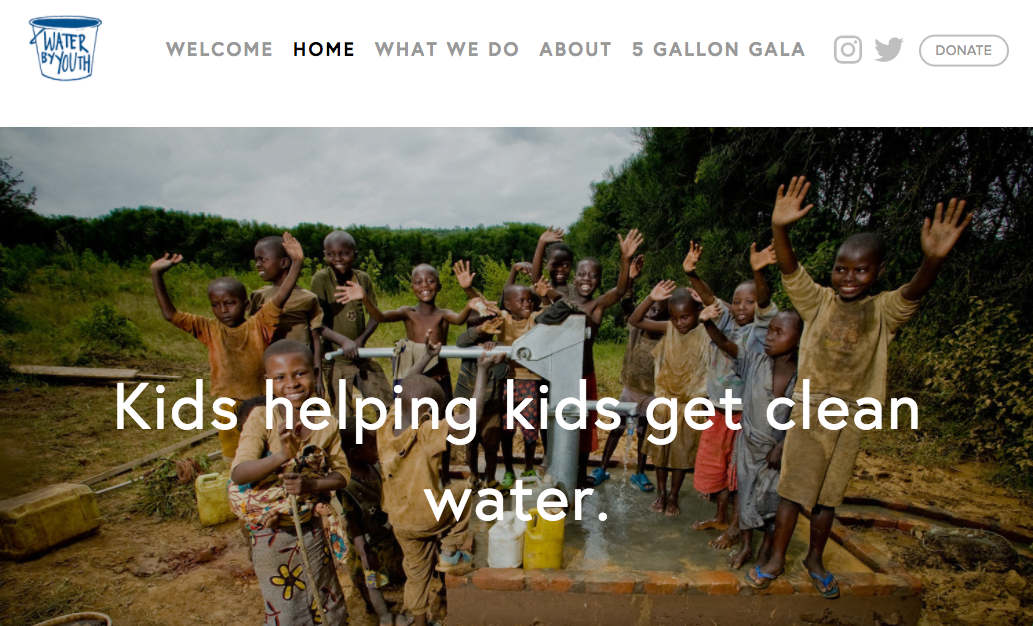 WATER
BY YOUTH
WELCOME HOME WHAT WE DO ABOUT 5 GALLON GALA DONATE
Kids helping kids get clean
water.